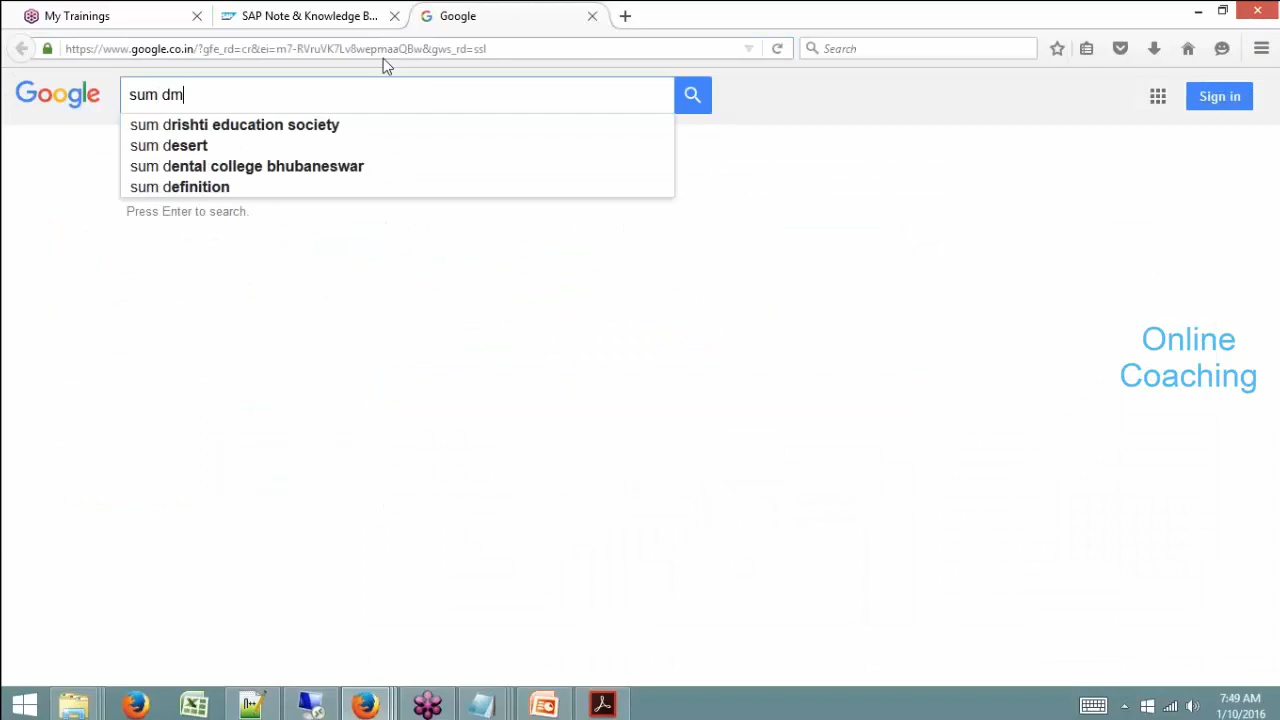 My Trainings
SAP Note & Knowledge B...
Google
https://www.google.co.in/?gfe_rd=cr&ei=m7-RVruVK7Lv8wepmaaQBw&gws_rd=ssl
Search
Google
sum dm
Sign in
sum drishti education society
sum desert
sum dental college bhubaneswar
sum definition
Press Enter to search.
Online
Coaching
7:49 AM
1/10/2016